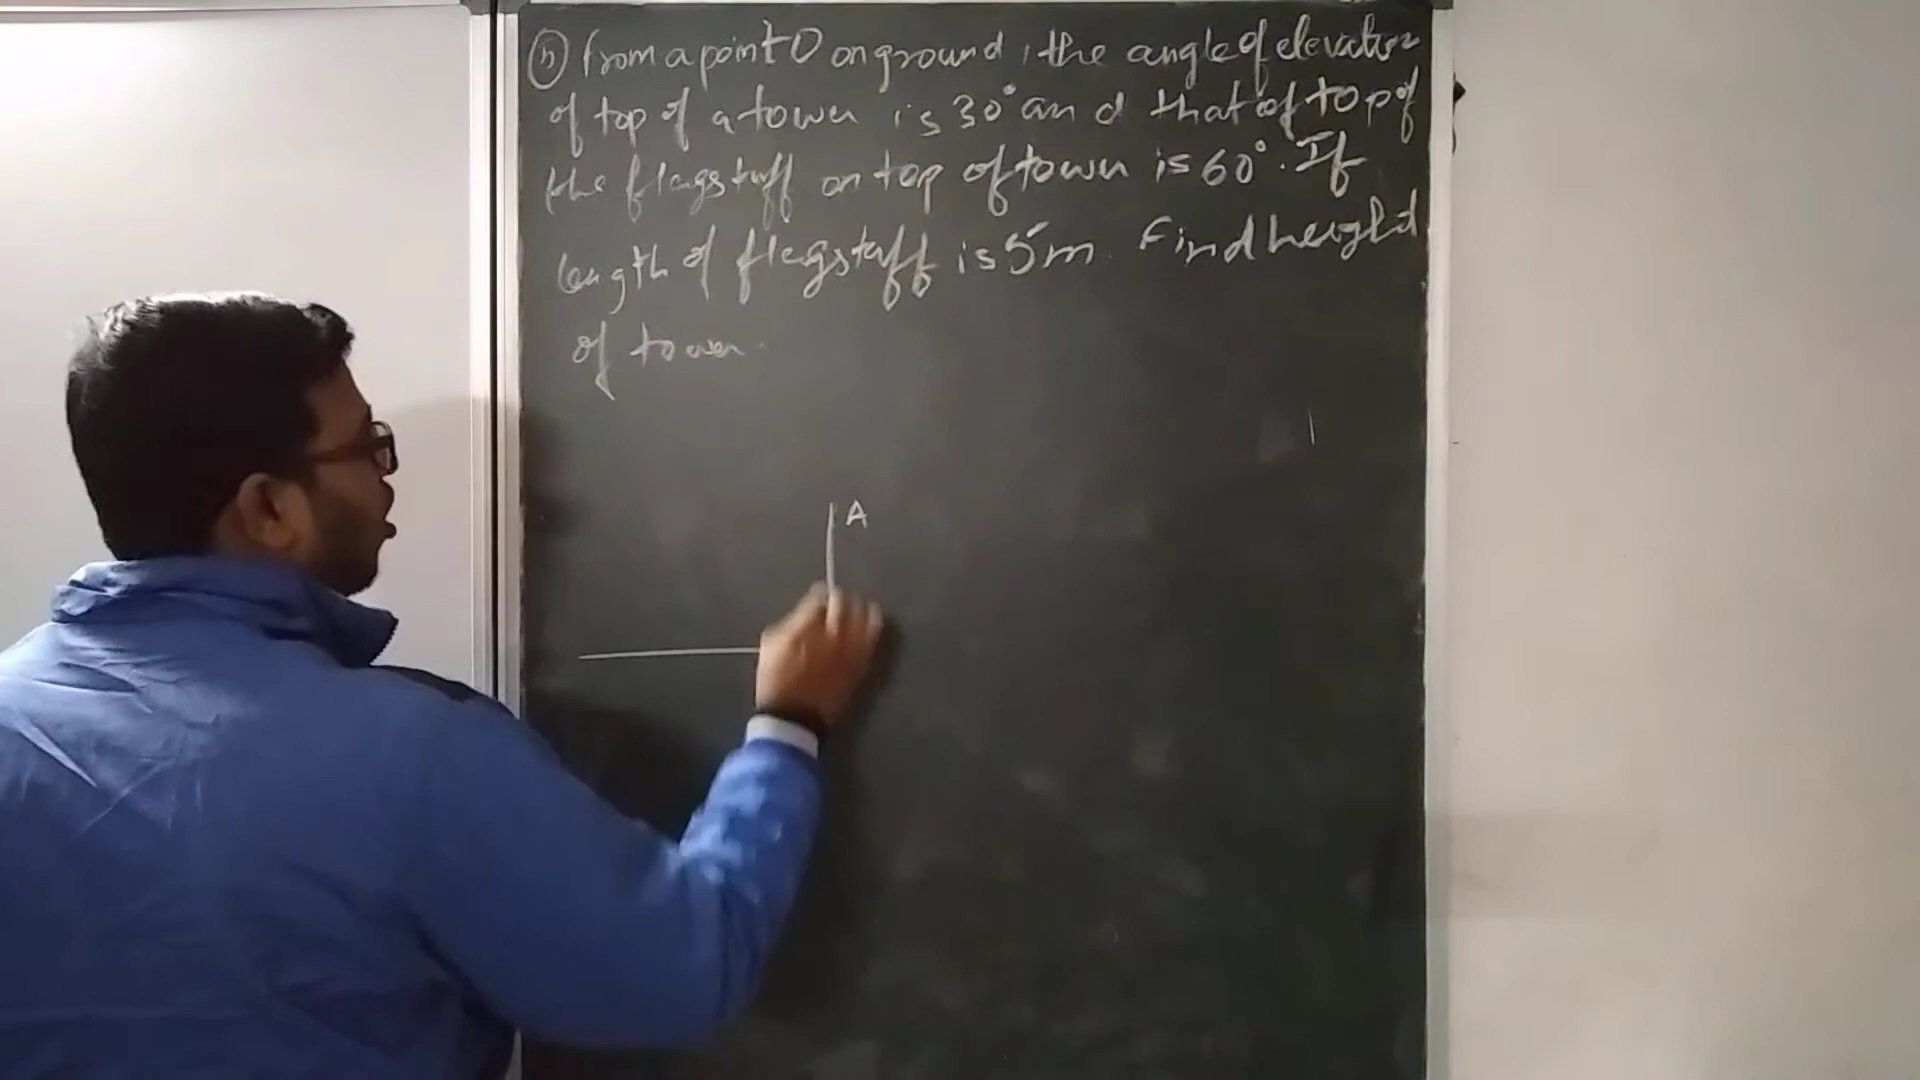 (n) from a point O on ground, the angle of elevation
of top of a tower is 30° and that of top of
the flagstuff on top of tower is 60°. If
length of flagstaff is 5m. Find height
of tower.
A